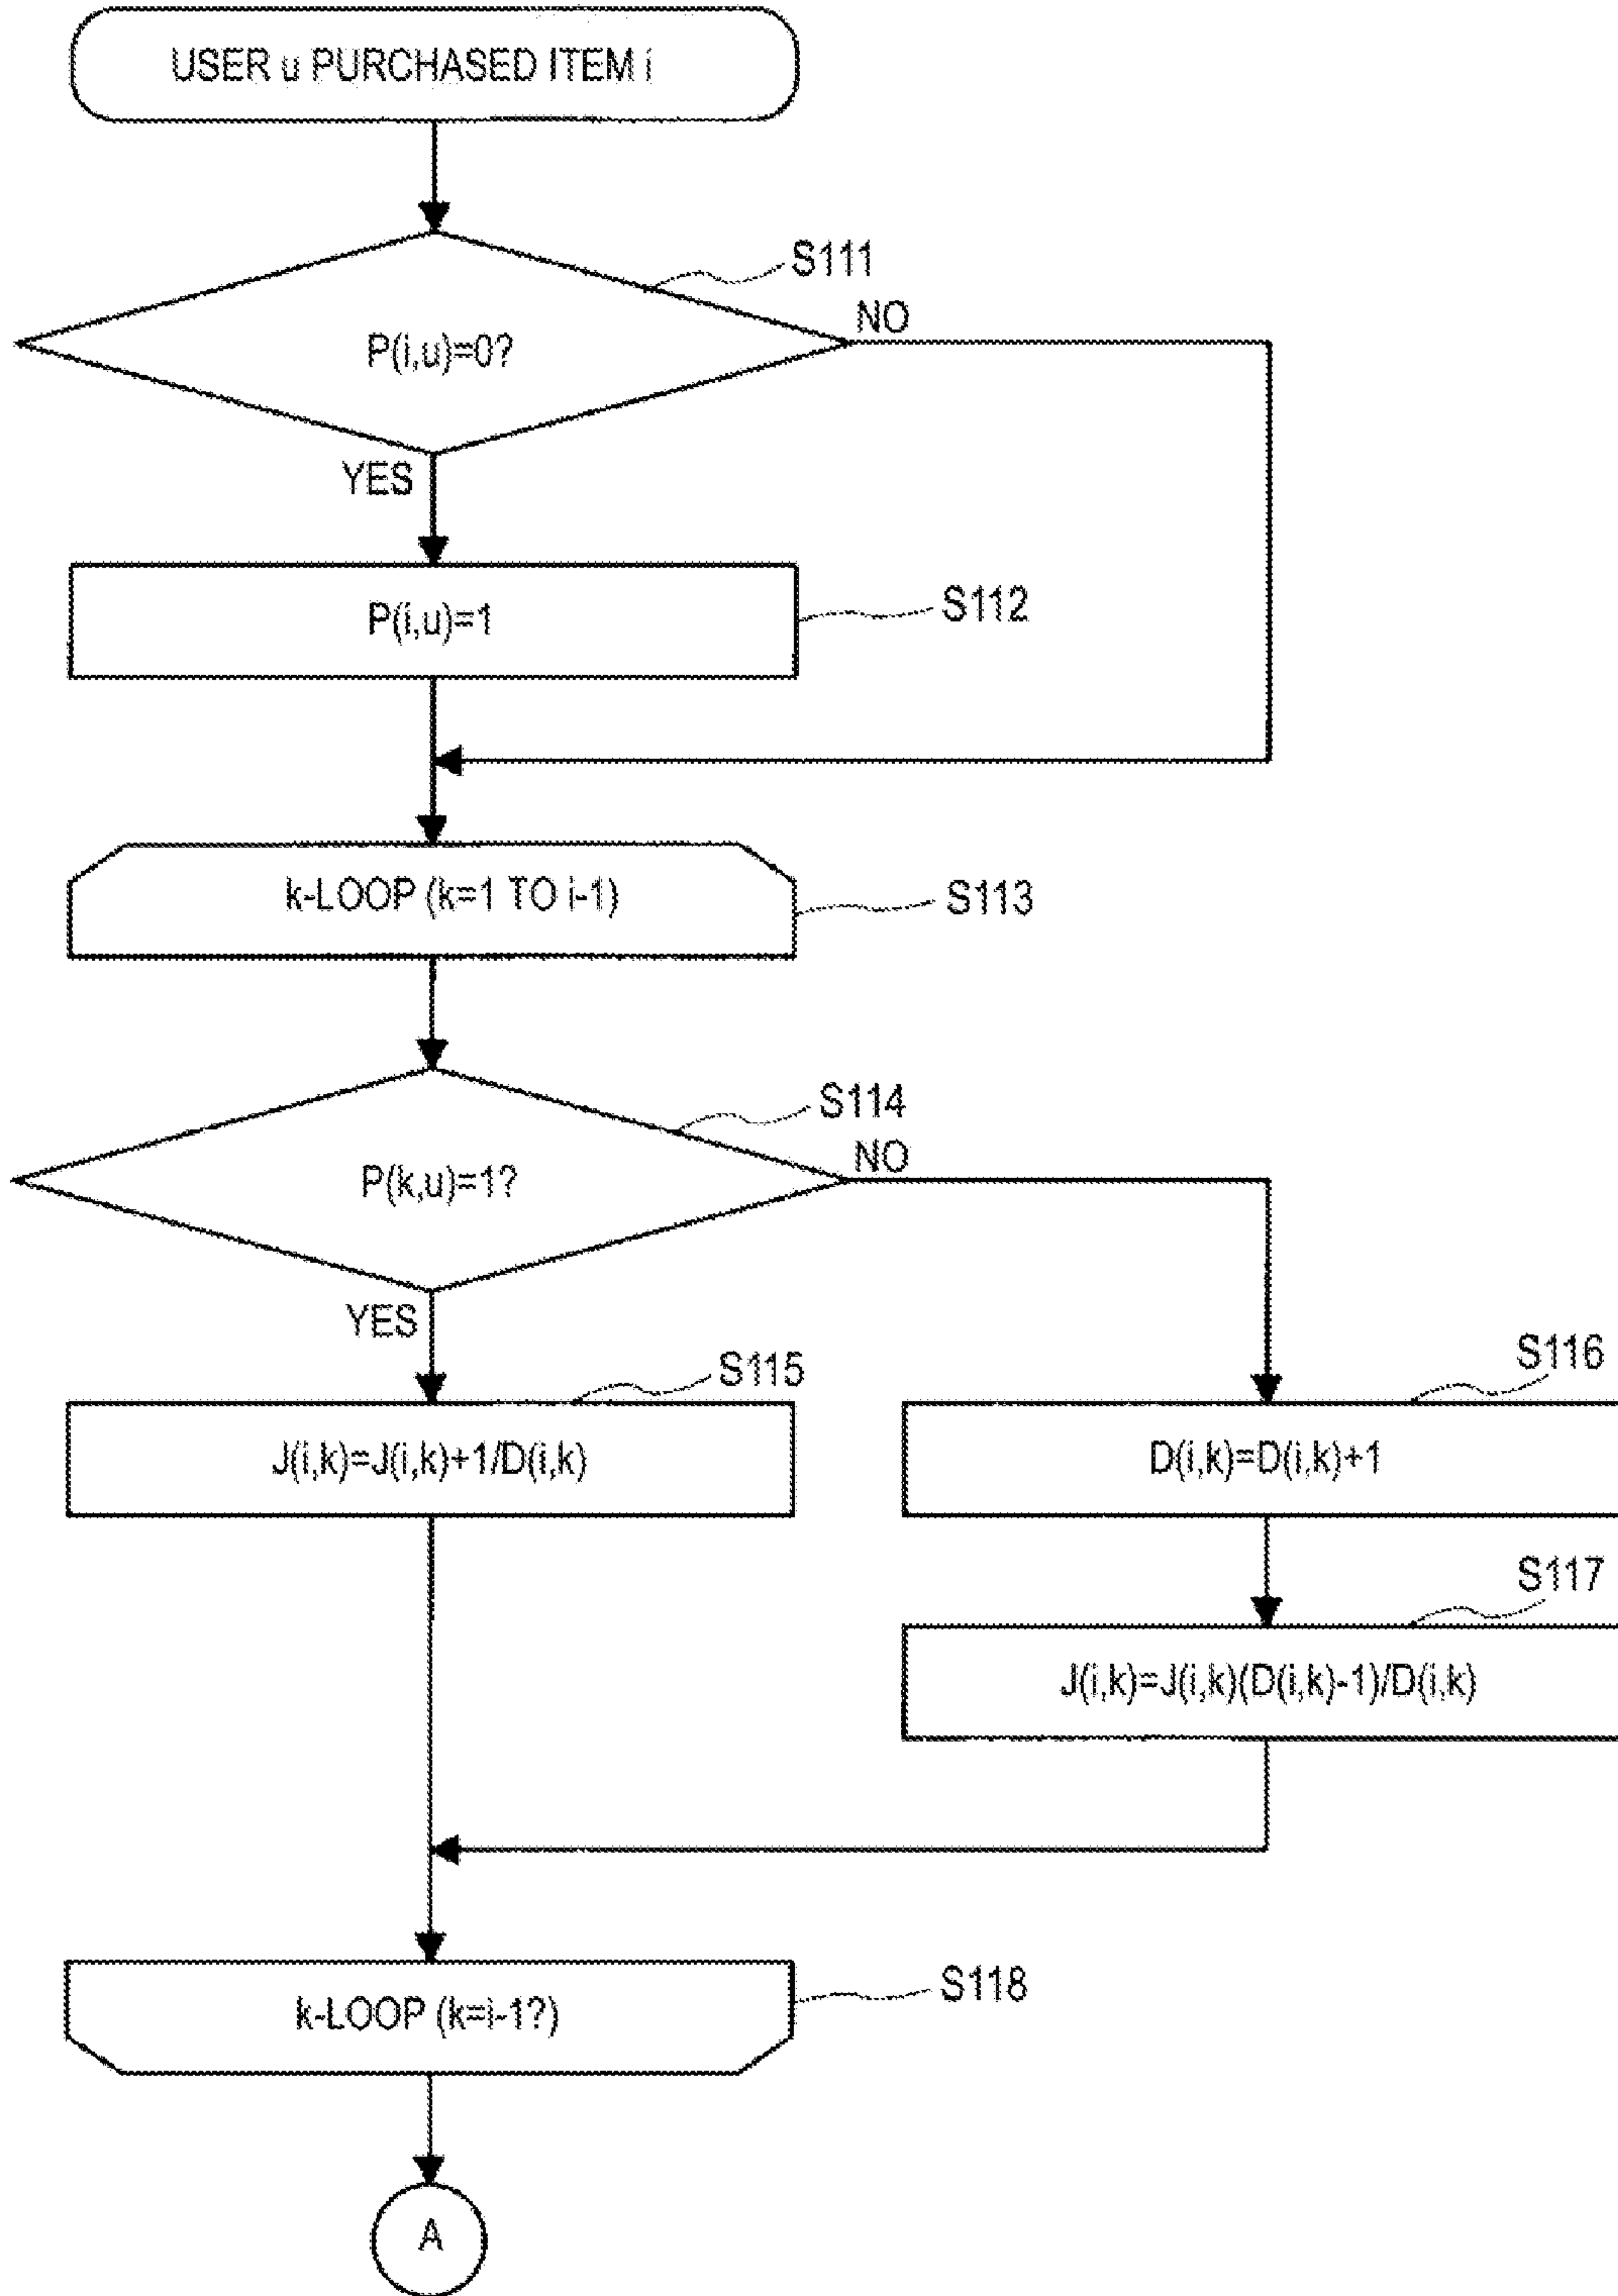 USER u PURCHASED ITEM i
S111
P(i,u)=0?
NO
YES
P(i,u)=1
S112
k-LOOP (k=1 TO i-1)
S113
S114
P(k,u)=1?
NO
YES
S115
S116
J(i,k)=J(i,k)+1/D(i,k)
D(i,k)=D(i,k)+1
S117
J(i,k)=J(i,k)(D(i,k)-1)/D(i,k)
k-LOOP (k=i-1?)
S118
A